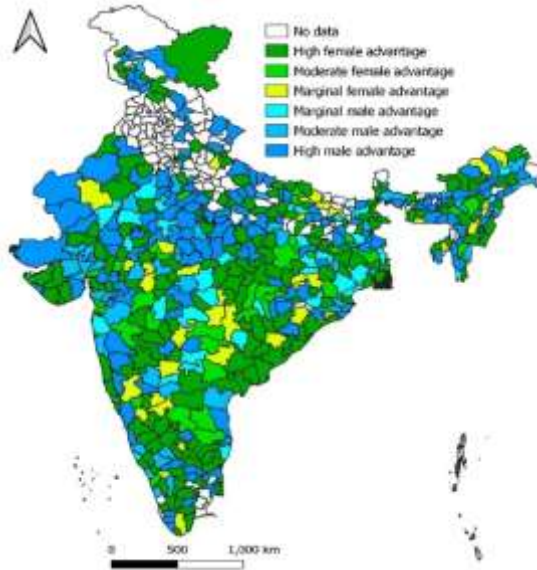 No data
High female advantage
Moderate female advantage
Marginal female advantage
Marginal male advantage
Moderate male advantage
High male advantage
0 500 1,000 km